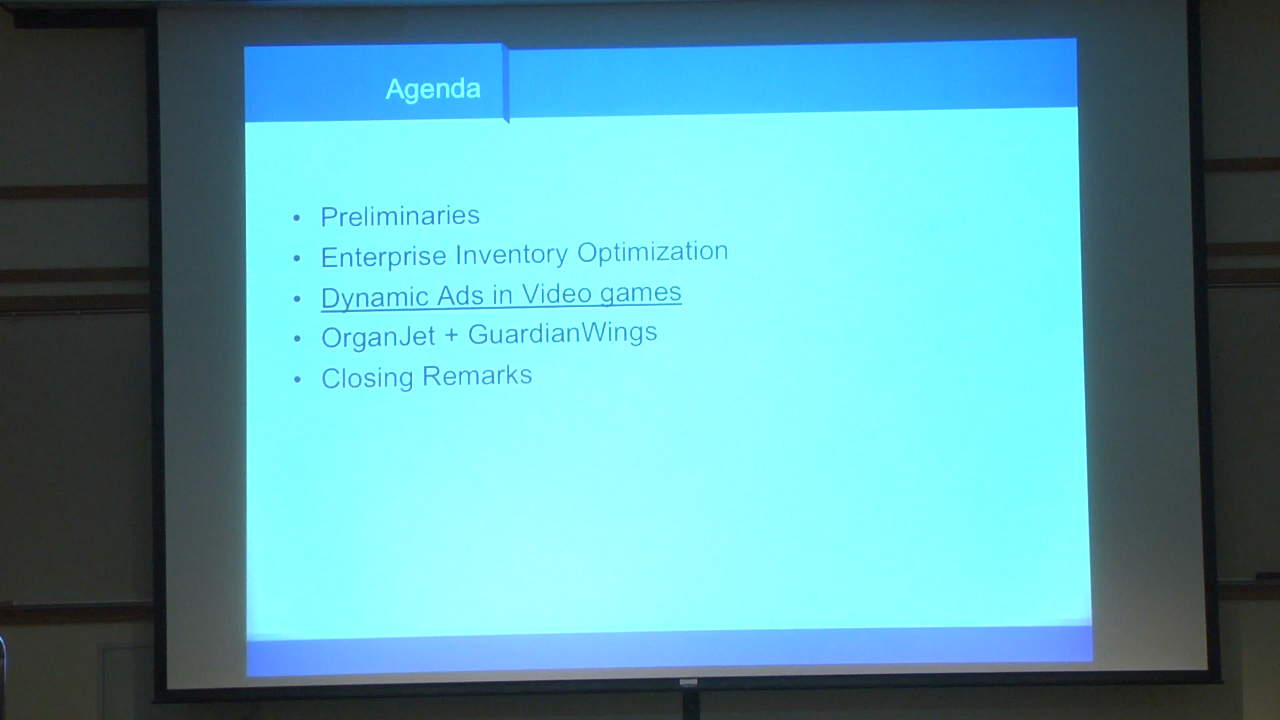 Agenda
• Preliminaries
• Enterprise Inventory Optimization
• Dynamic Ads in Video games
• OrganJet + GuardianWings
• Closing Remarks